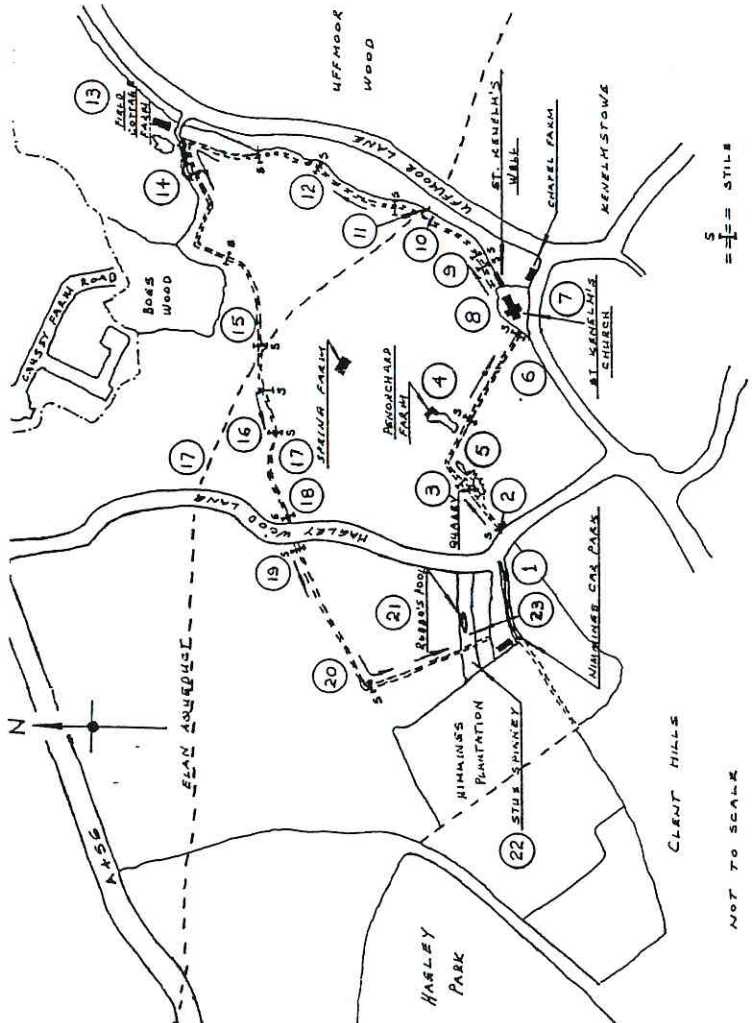 N
A456
ELAN AQUEDUCT
17
CAUSEY FARM ROAD
BOGS
WOOD
13
FIELD
COTTAGE
FARM
14
UFFMOOR
WOOD
UFFMOOR LANE
S
12
S
S
11
10
S
9
8
ST. KENELM'S
WELL
CHAPEL FARM
KENELMSTOWE
7
ST KENELM'S
CHURCH
6
S
S
15
S
S
16
S
17
S
18
SPRING FARM
PENORCHARD
FARM
4
S
5
3
QUARRY
2
S
HAGLEY WOOD LANE
19
S
20
S
21
POOL
1
23
NIMMINGS CAR PARK
NIMMINGS
PLANTATION
STUB SPINNEY
22
HAGLEY
PARK
CLENT HILLS
NOT TO SCALE
S
STILE